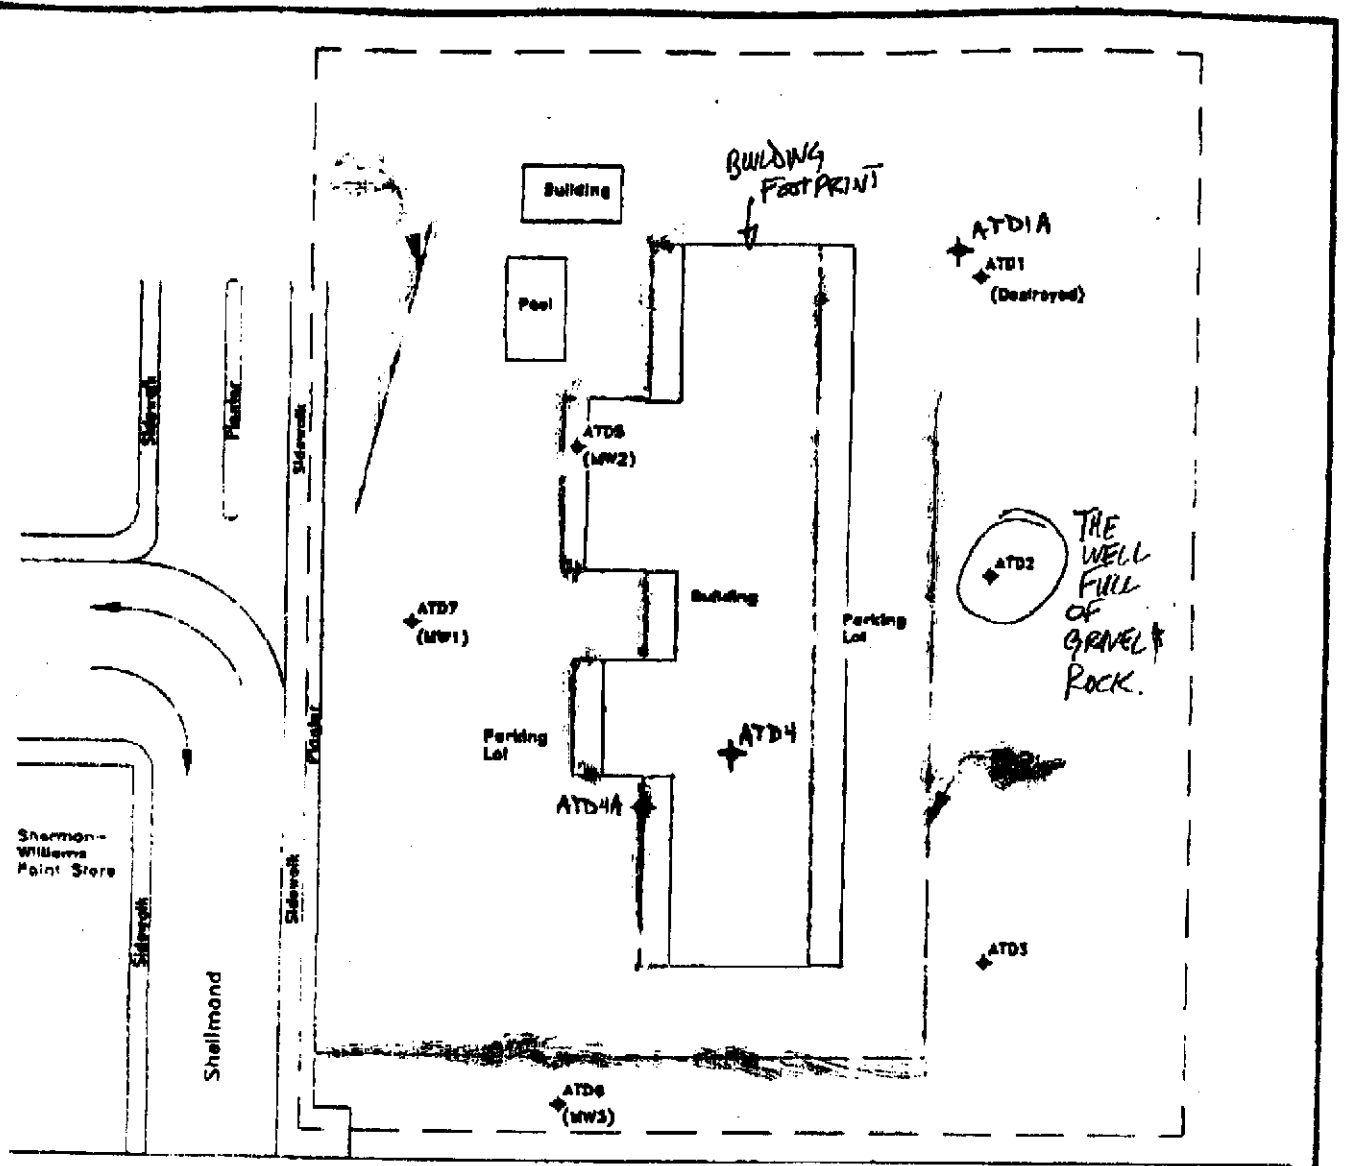 BUILDING
FOOTPRINT
Building
ATD1A
ATD1
(Destroyed)
Pool
Sidewalk
Planter
Sidewalk
ATD5
(MW2)
THE
WELL
FULL
OF
GRAVEL &
ROCK.
ATD2
ATD7
(MW1)
Building
Parking
Lot
Planter
Parking
Lot
ATD4
ATD4A
Sherman-
Williams
Paint Store
Sidewalk
Sidewalk
ATD3
Shellmond
ATD6
(MW3)